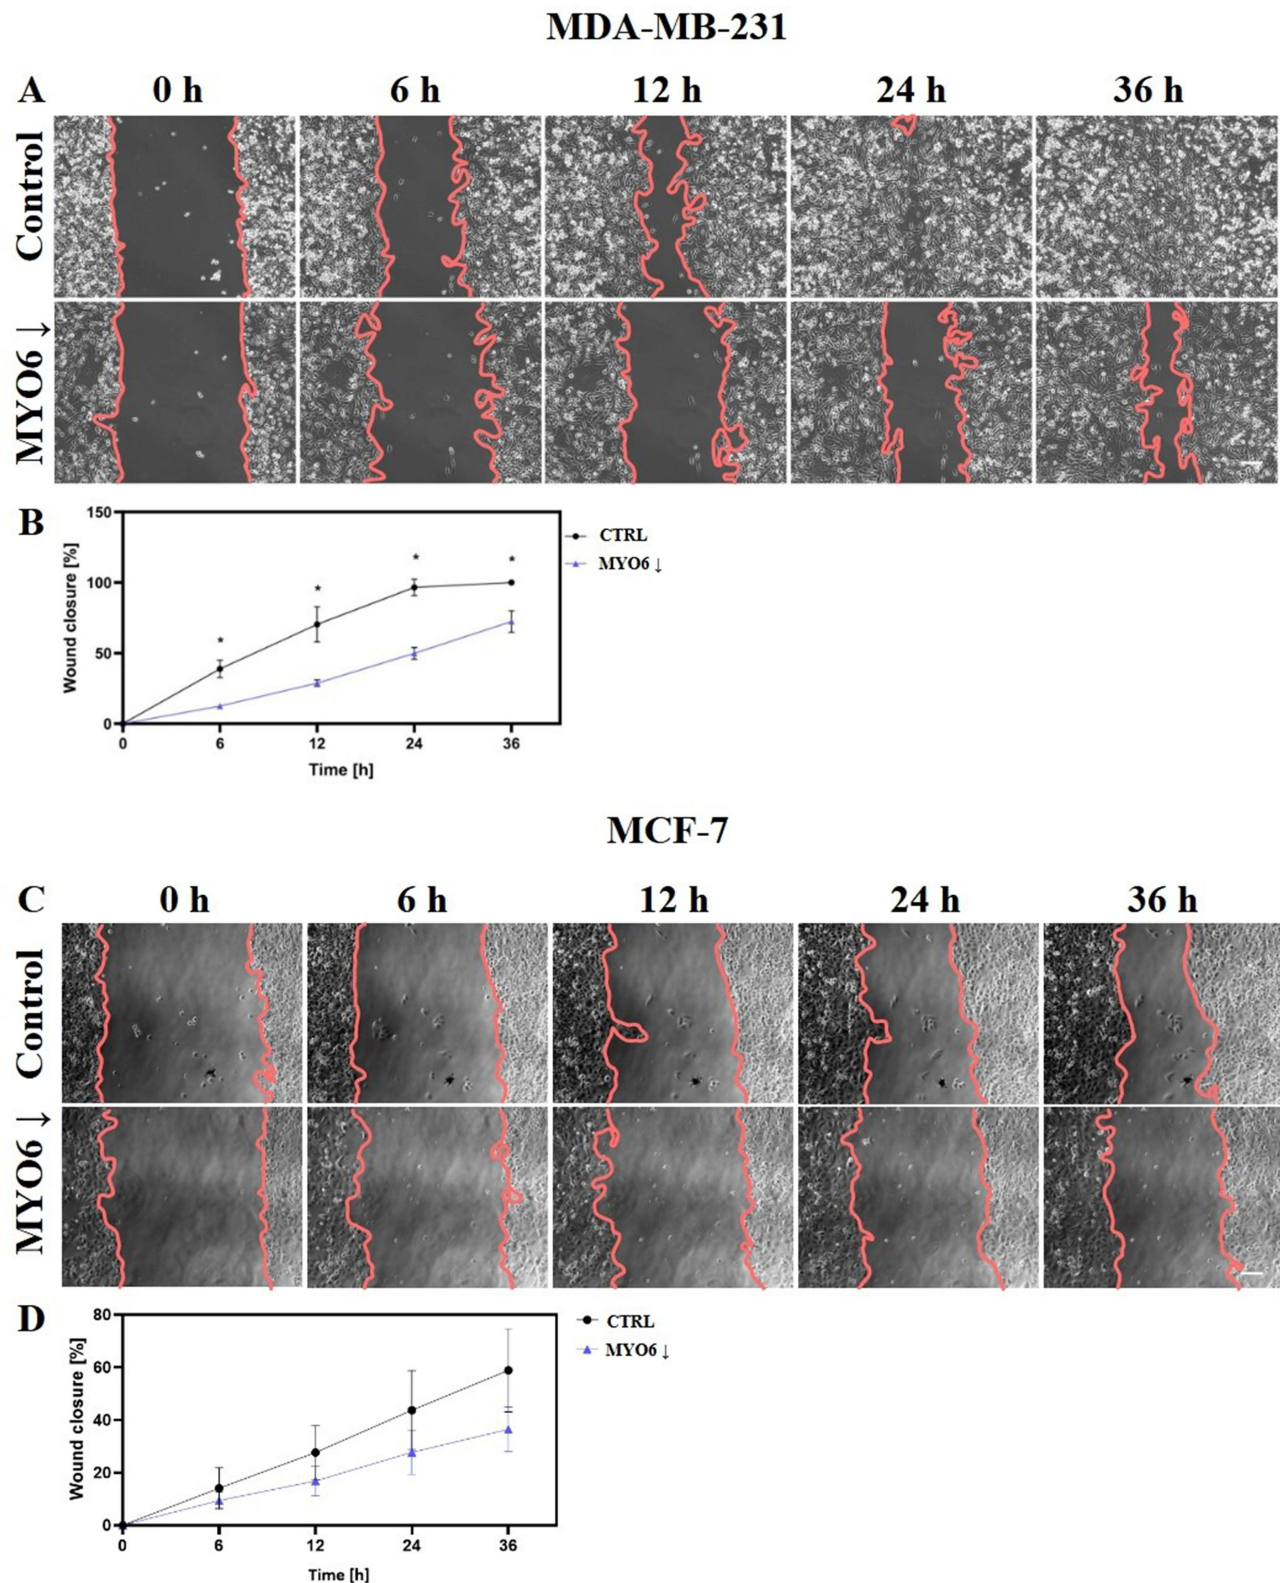 MDA-MB-231
A 0 h 6 h 12 h 24 h 36 h
Control
MYO6 ↓
B
150
100
50
0
Wound closure [%]
* * * *
CTRL
MYO6 ↓
0 6 12 24 36
Time [h]
MCF-7
C 0 h 6 h 12 h 24 h 36 h
Control
MYO6 ↓
D
80
60
40
20
0
Wound closure [%]
CTRL
MYO6 ↓
0 6 12 24 36
Time [h]